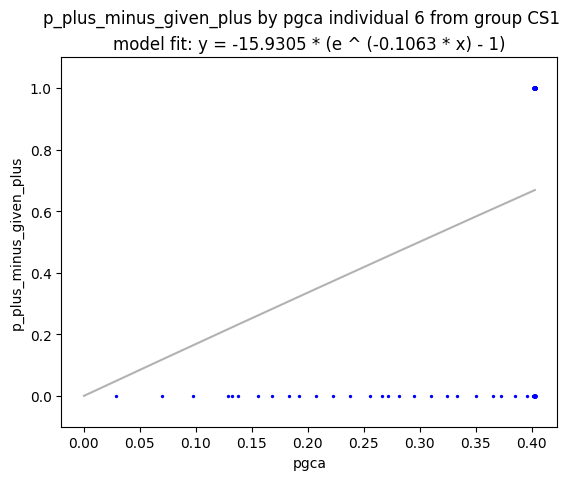 p_plus_minus_given_plus by pgca individual 6 from group CS1
model fit: y = -15.9305 * (e ^ (-0.1063 * x) - 1)
1.0
0.8
0.6
0.4
0.2
0.0
p_plus_minus_given_plus
0.00 0.05 0.10 0.15 0.20 0.25 0.30 0.35 0.40
pgca